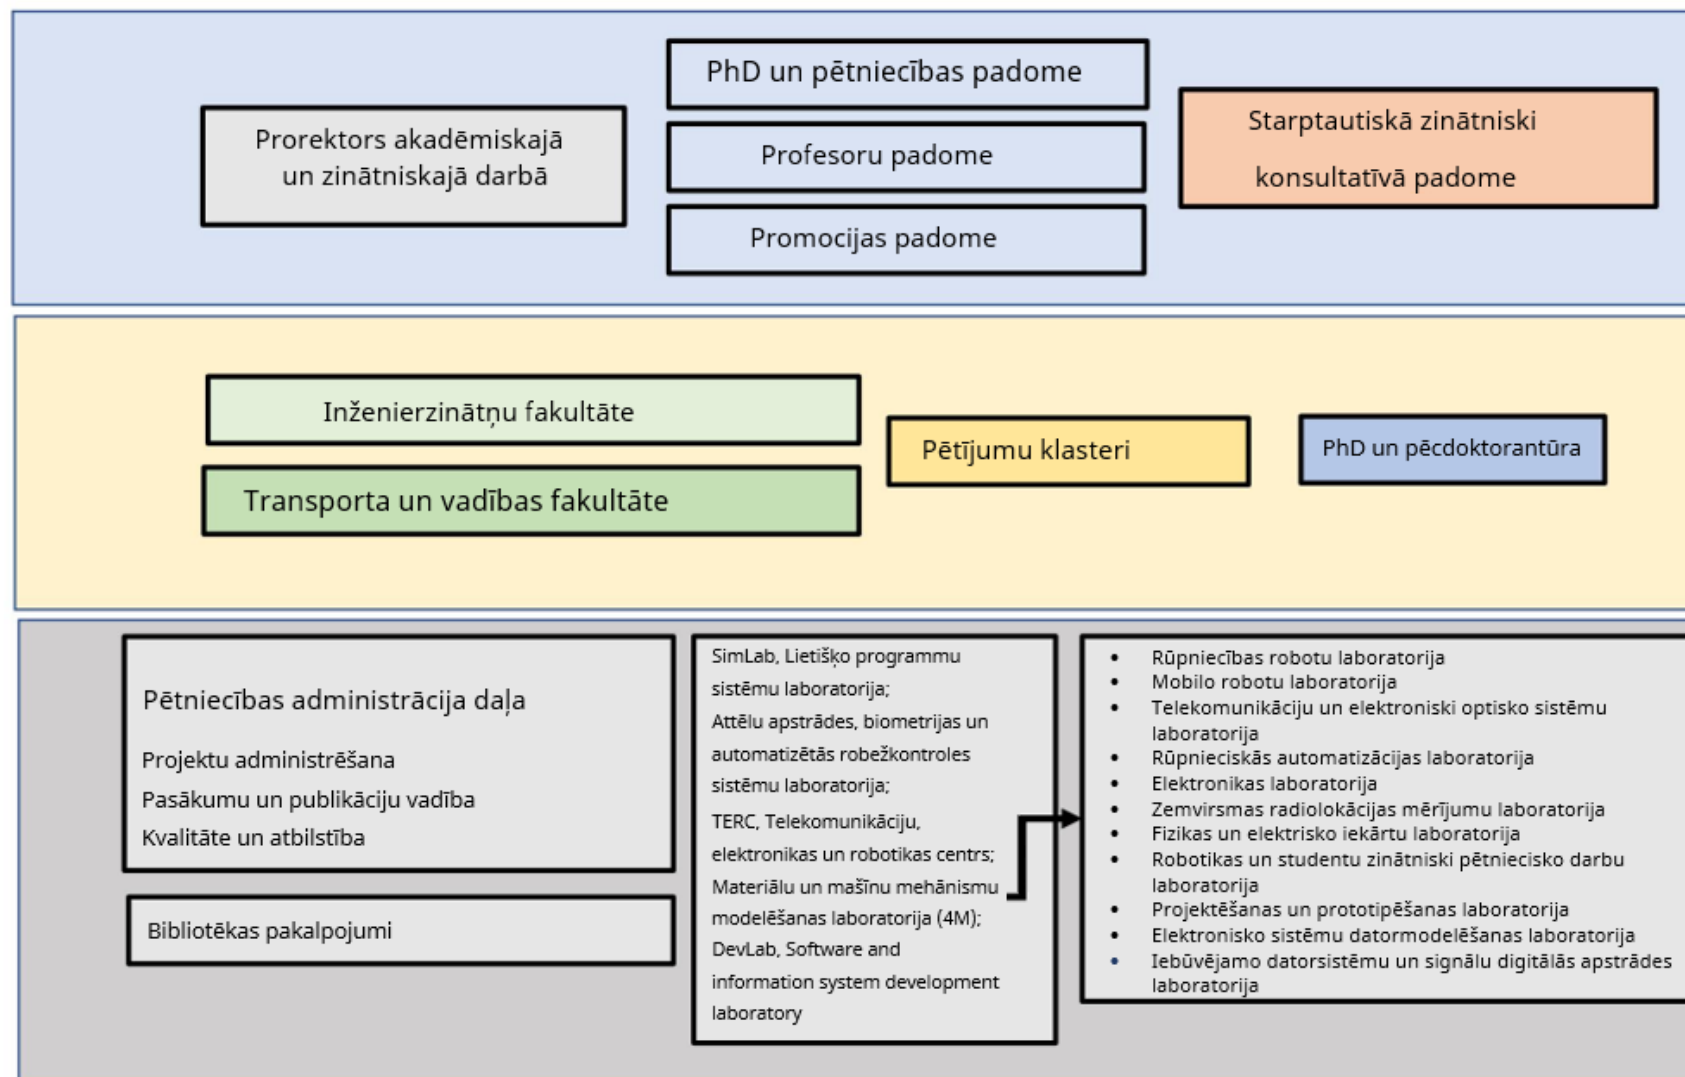 Prorektors akadēmiskajā
un zinātniskajā darbā
PhD un pētniecības padome
Profesoru padome
Promocijas padome
Starptautiskā zinātniski
konsultatīvā padome
Inženierzinātņu fakultāte
Transporta un vadības fakultāte
Pētījumu klasteri
PhD un pēcdoktorantūra
Pētniecības administrācija daļa
Projektu administrēšana
Pasākumu un publikāciju vadība
Kvalitāte un atbilstība
Bibliotēkas pakalpojumi
SimLab, Lietišķo programmu
sistēmu laboratorija;
Attēlu apstrādes, biometrijas un
automatizētās robežkontroles
sistēmu laboratorija;
TERC, Telekomunikāciju,
elektronikas un robotikas centrs;
Materiālu un mašīnu mehānismu
modelēšanas laboratorija (4M);
DevLab, Software and
information system development
laboratory
• Rūpniecības robotu laboratorija
• Mobilo robotu laboratorija
• Telekomunikāciju un elektroniski optisko sistēmu
laboratorija
• Rūpnieciskās automatizācijas laboratorija
• Elektronikas laboratorija
• Zemvirsmas radiolokācijas mērījumu laboratorija
• Fizikas un elektrisko iekārtu laboratorija
• Robotikas un studentu zinātniski pētniecisko darbu
laboratorija
• Projektēšanas un prototipēšanas laboratorija
• Elektronisko sistēmu datormodelēšanas laboratorija
• Iebūvējamo datorsistēmu un signālu digitālās apstrādes
laboratorija